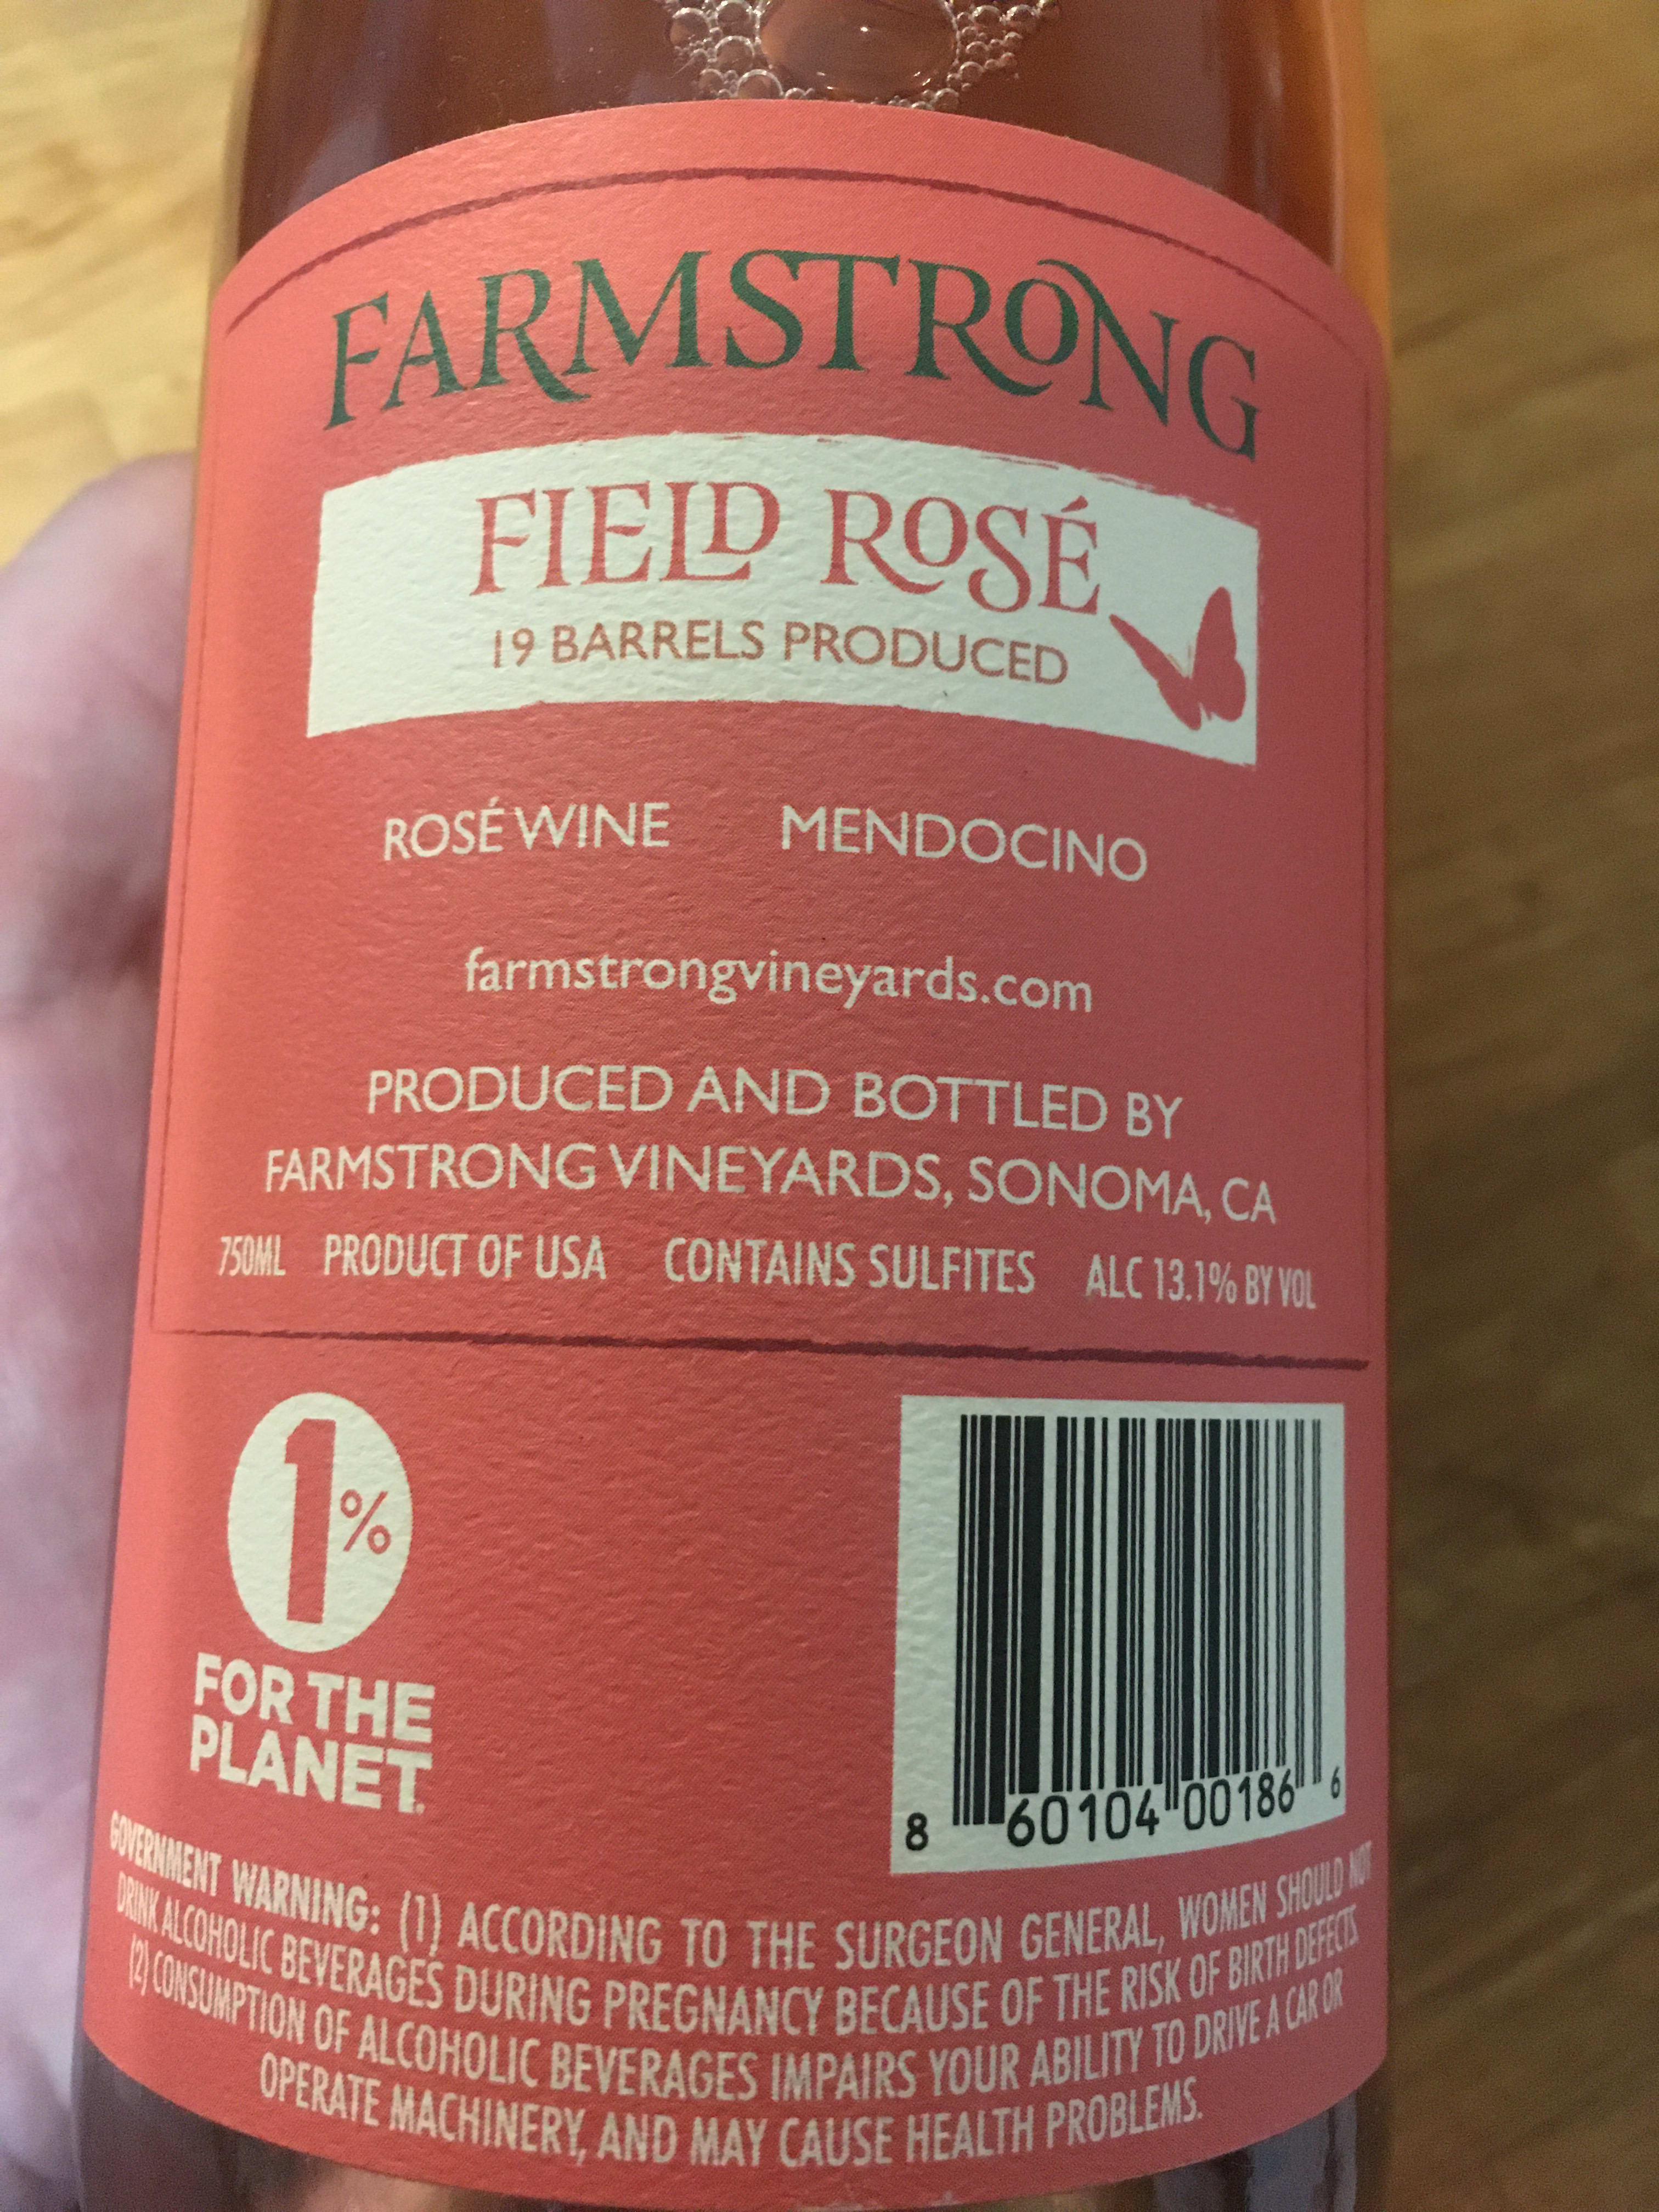 FARMSTRONG
FIELD ROSÉ
19 BARRELS PRODUCED
ROSÉ WINE MENDOCINO
farmstrongvineyards.com
PRODUCED AND BOTTLED BY
FARMSTRONG VINEYARDS, SONOMA, CA
750ML PRODUCT OF USA CONTAINS SULFITES ALC 13.1% BY VOL
1%
FOR THE
PLANET
8 60104 00186 6
GOVERNMENT WARNING: (1) ACCORDING TO THE SURGEON GENERAL, WOMEN SHOULD NOT
DRINK ALCOHOLIC BEVERAGES DURING PREGNANCY BECAUSE OF THE RISK OF BIRTH DEFECTS
(2) CONSUMPTION OF ALCOHOLIC BEVERAGES IMPAIRS YOUR ABILITY TO DRIVE A CAR OR
OPERATE MACHINERY, AND MAY CAUSE HEALTH PROBLEMS.